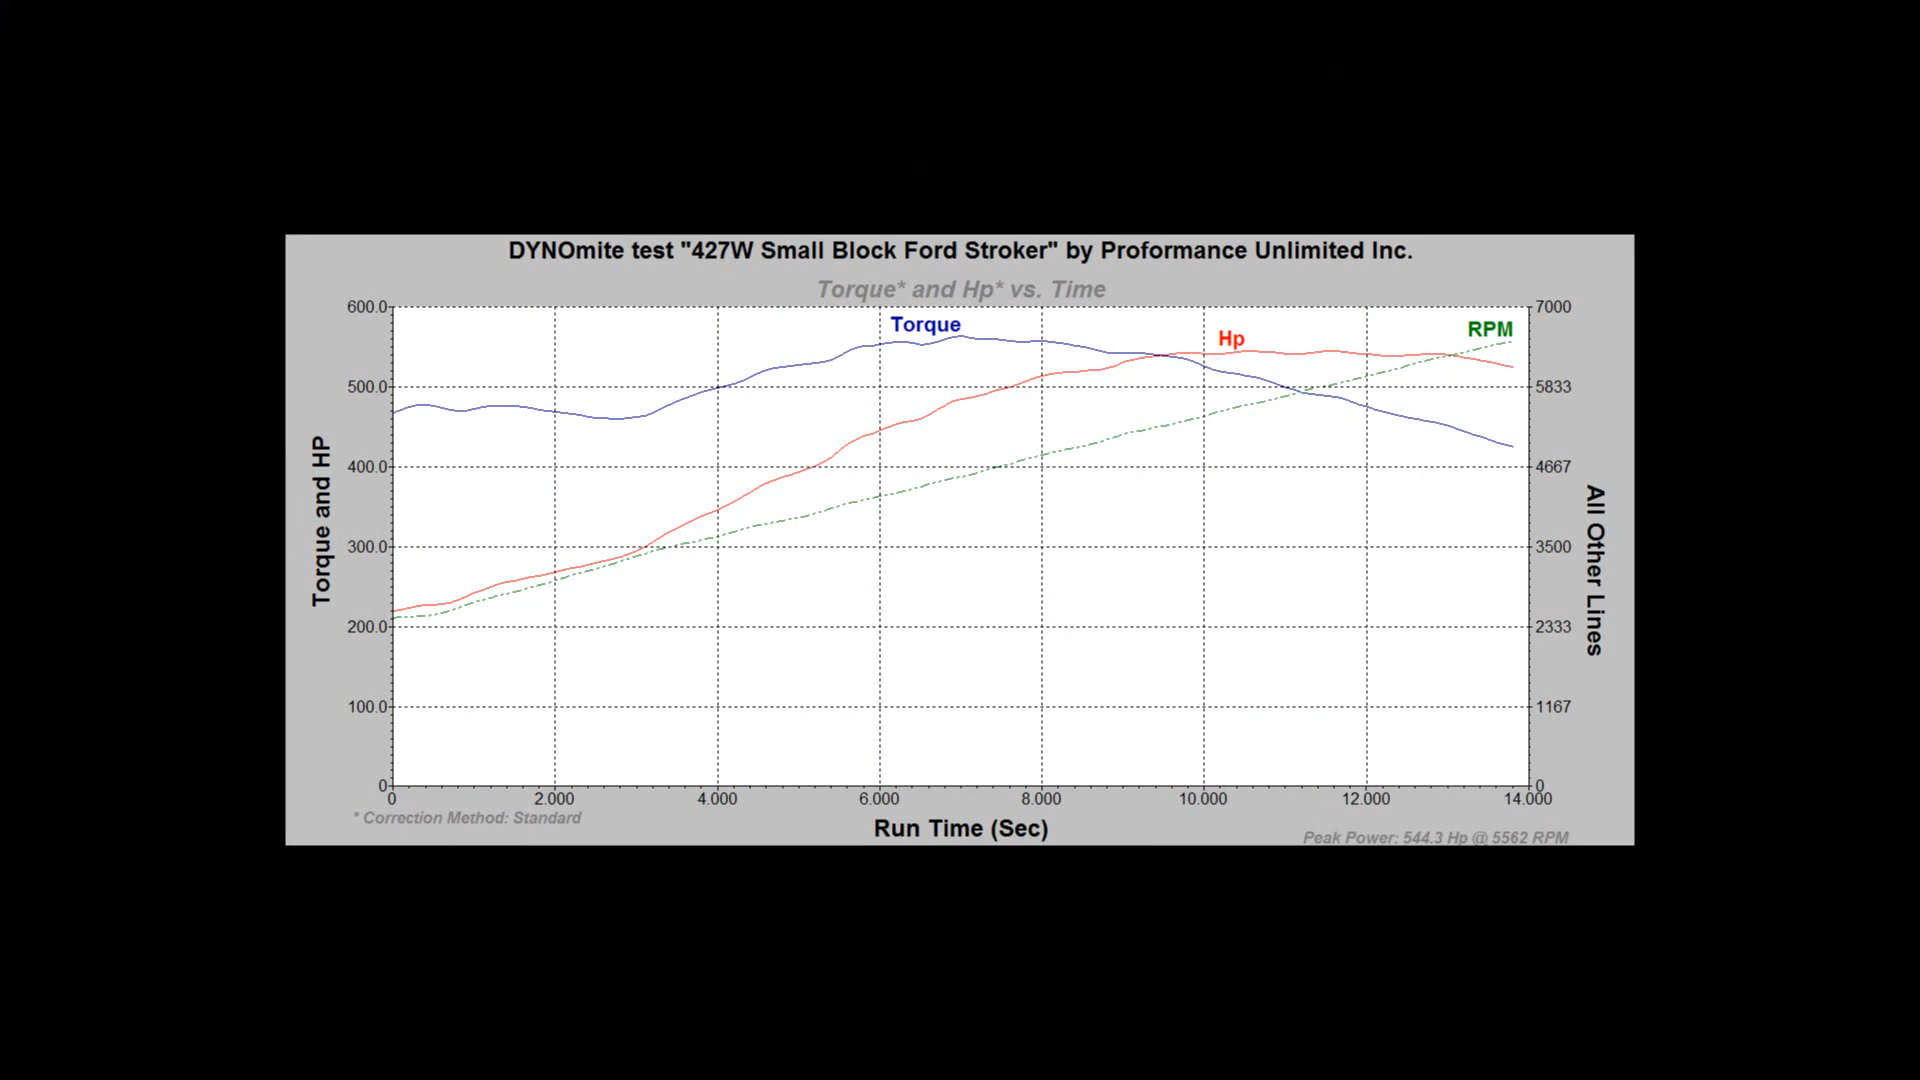 DYNOmite test "427W Small Block Ford Stroker" by Proformance Unlimited Inc.
Torque* and Hp* vs. Time
600.0
500.0
400.0
300.0
200.0
100.0
0
Torque and HP
Torque
Hp
RPM
7000
5833
4667
3500
2333
1167
0
All Other Lines
0 2.000 4.000 6.000 8.000 10.000 12.000 14.000
* Correction Method: Standard
Run Time (Sec)
Peak Power: 544.3 Hp @ 5562 RPM